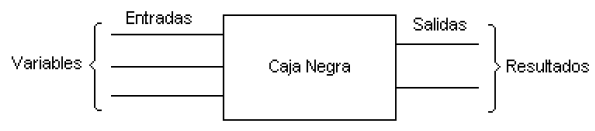 Entradas
Salidas
Variables
Caja Negra
Resultados